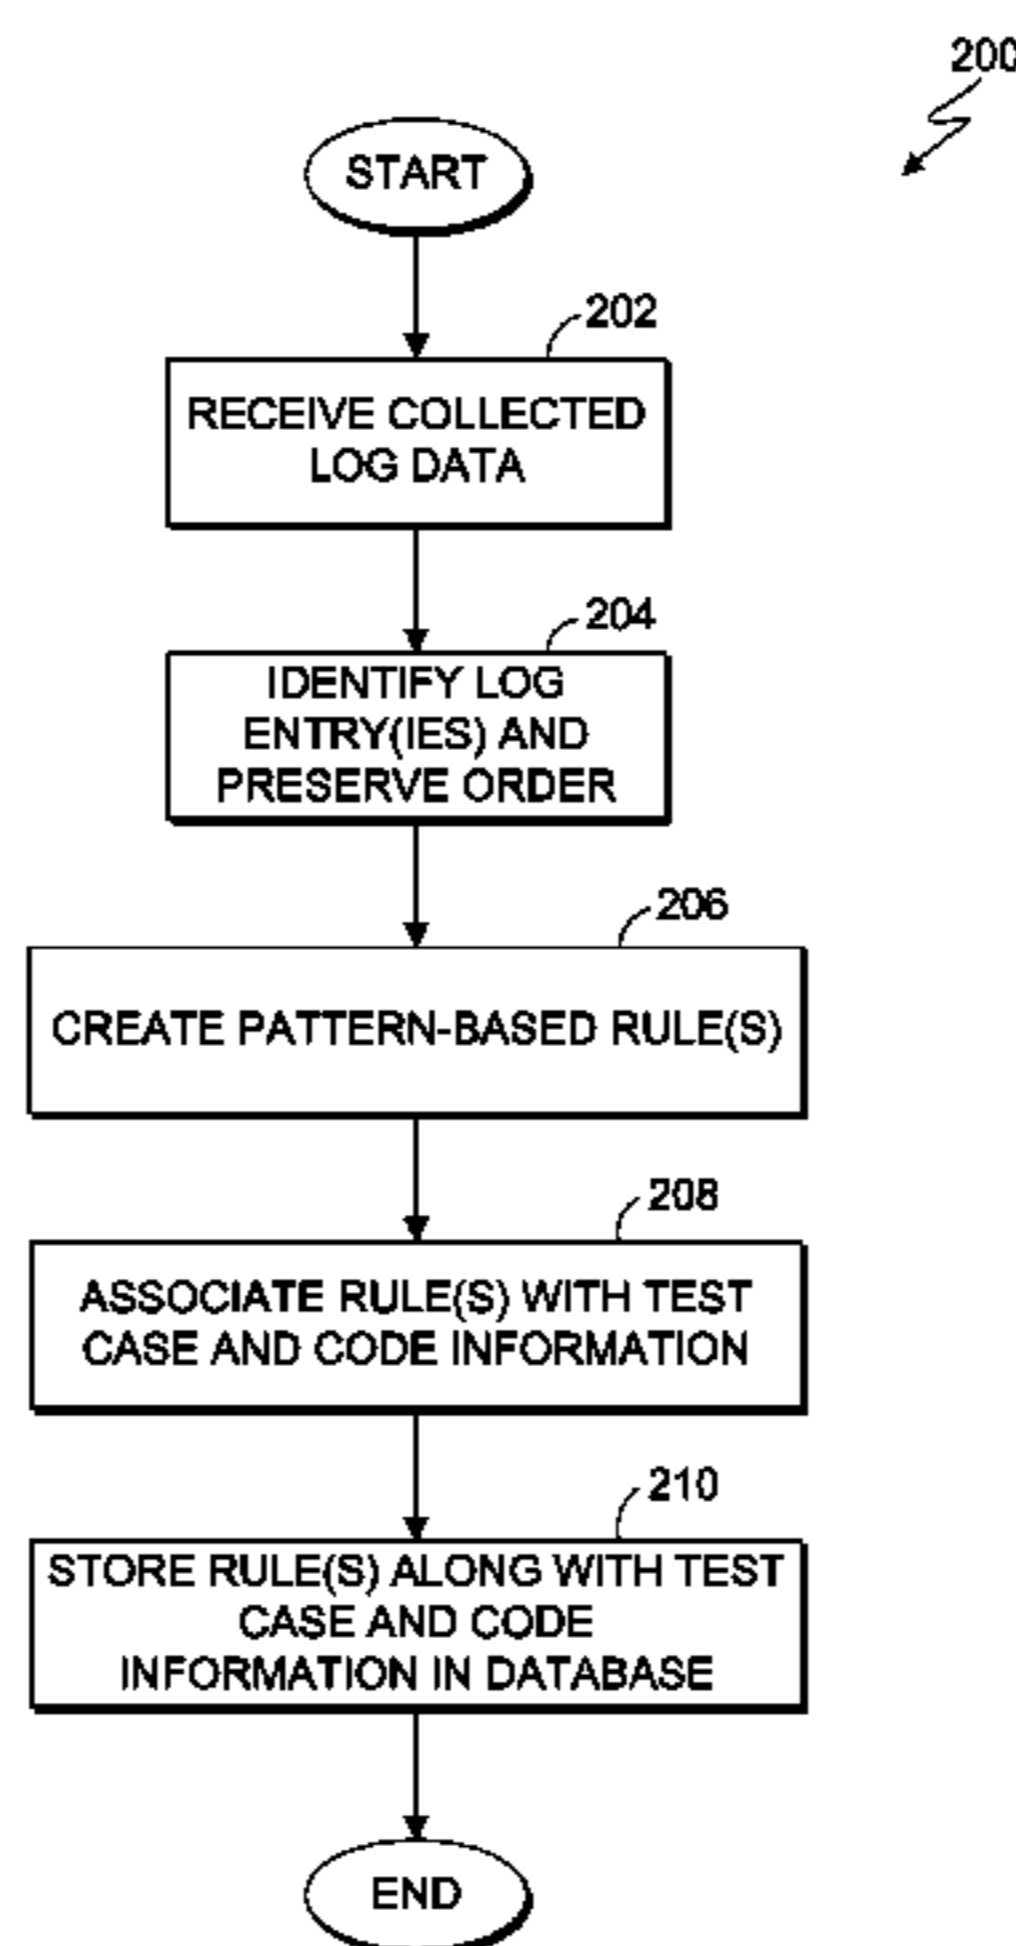 200
START
202
RECEIVE COLLECTED
LOG DATA
204
IDENTIFY LOG
ENTRY(IES) AND
PRESERVE ORDER
206
CREATE PATTERN-BASED RULE(S)
208
ASSOCIATE RULE(S) WITH TEST
CASE AND CODE INFORMATION
210
STORE RULE(S) ALONG WITH TEST
CASE AND CODE
INFORMATION IN DATABASE
END